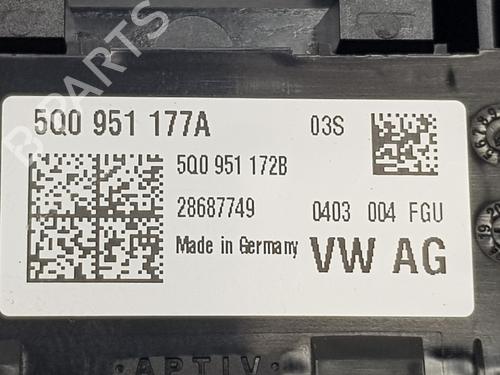 B-PARTS
5Q0 951 177A 03S
5Q0 951 172B
28687749 0403 004 FGU
Made in Germany VW AG
APTIV